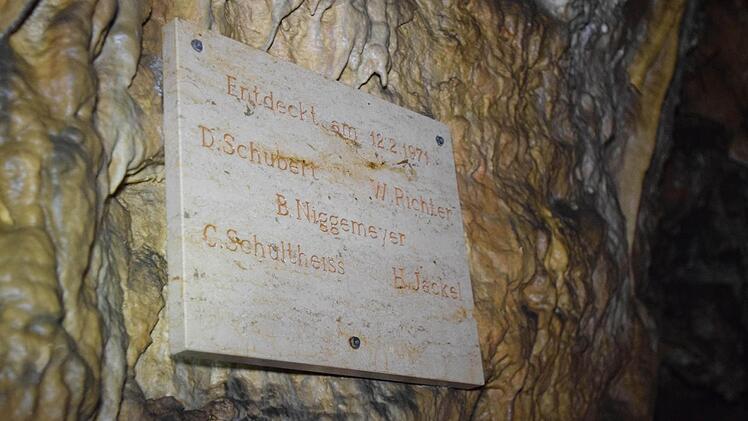 Entdeckt am 12.2.1971
D.Schubert W.Richter
B.Niggemeyer
C.Schultheiss H.Jäckel